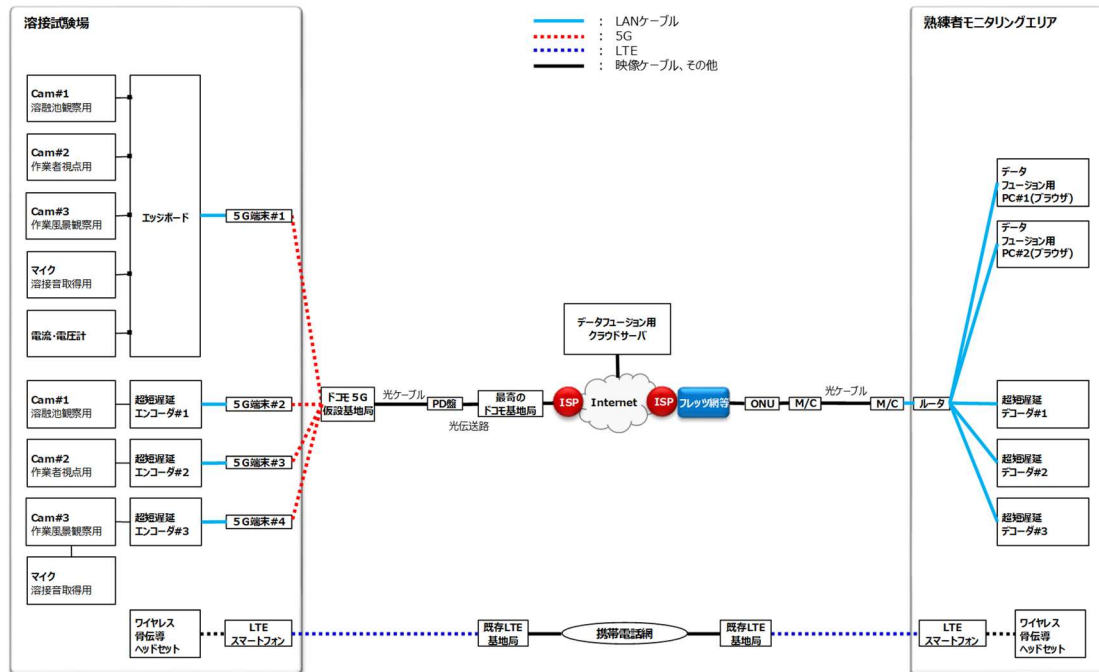 溶接試験場
: LANケーブル
: 5G
: LTE
: 映像ケーブル、その他
熟練者モニタリングエリア
Cam#1
溶融池観察用
Cam#2
作業者視点用
Cam#3
作業風景観察用
マイク
溶接音取得用
電流・電圧計
エッジボード
5G端末#1
Cam#1
溶融池観察用
超短遅延
エンコーダ#1
5G端末#2
Cam#2
作業者視点用
超短遅延
エンコーダ#2
5G端末#3
Cam#3
作業風景観察用
超短遅延
エンコーダ#3
5G端末#4
マイク
溶接音取得用
ワイヤレス
骨伝導
ヘッドセット
LTE
スマートフォン
ドコモ5G
仮設基地局
光ケーブル
PD盤
光伝送路
最寄の
ドコモ基地局
ISP
Internet
データフュージョン用
クラウドサーバ
ISP
フレッツ網等
ONU
M/C
光ケーブル
M/C
ルータ
既存LTE
基地局
携帯電話網
既存LTE
基地局
データ
フュージョン用
PC#1(ブラウザ)
データ
フュージョン用
PC#2(ブラウザ)
超短遅延
デコーダ#1
超短遅延
デコーダ#2
超短遅延
デコーダ#3
LTE
スマートフォン
ワイヤレス
骨伝導
ヘッドセット